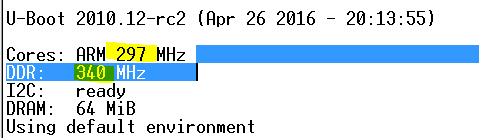 U-Boot 2010.12-rc2 (Apr 26 2016 - 20:13:55)
Cores: ARM 297 MHz
DDR: 340 MHz
I2C: ready
DRAM: 64 MiB
Using default environment